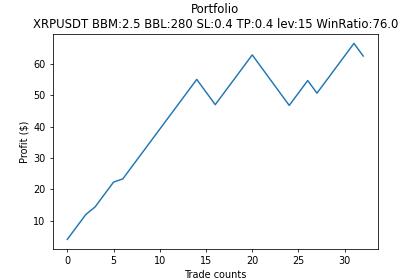 Portfolio
XRPUSDT BBM:2.5 BBL:280 SL:0.4 TP:0.4 lev:15 WinRatio:76.0
Profit ($)
60
50
40
30
20
10
0 5 10 15 20 25 30
Trade counts